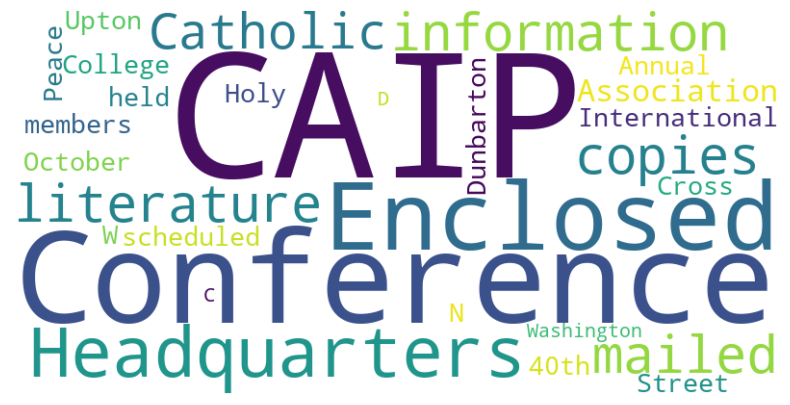 Upton Catholic information
Peace College CAIP Annual
held Holy D Dunbarton Association
members International
October copies
literature Enclosed Cross
W scheduled
Conference
C N
Headquarters Washington
40th mailed
Street